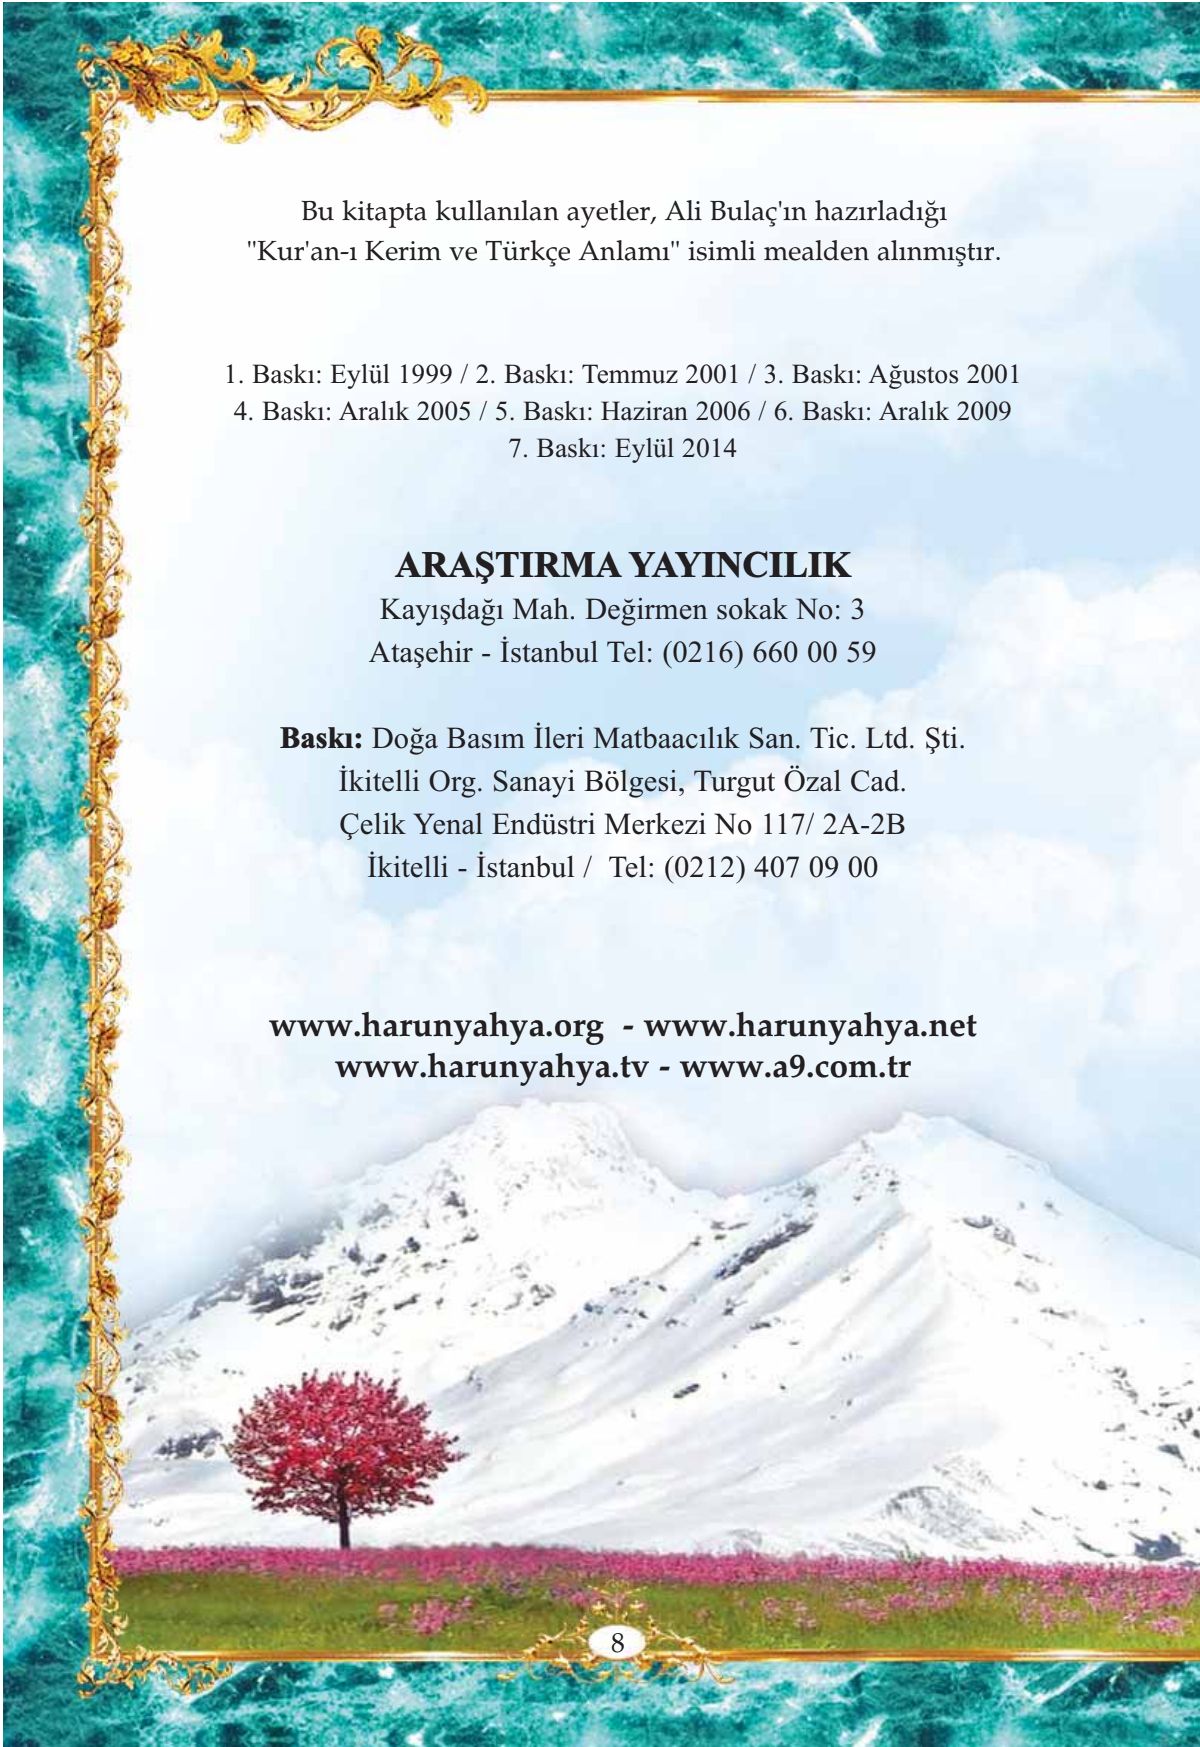 Bu kitapta kullanılan ayetler, Ali Bulaç'ın hazırladığı
"Kur'an-ı Kerim ve Türkçe Anlamı" isimli mealden alınmıştır.
1. Baskı: Eylül 1999 / 2. Baskı: Temmuz 2001 / 3. Baskı: Ağustos 2001
4. Baskı: Aralık 2005 / 5. Baskı: Haziran 2006 / 6. Baskı: Aralık 2009
7. Baskı: Eylül 2014
ARAŞTIRMA YAYINCILIK
Kayışdağı Mah. Değirmen sokak No: 3
Ataşehir - İstanbul Tel: (0216) 660 00 59
Baskı: Doğa Basım İleri Matbaacılık San. Tic. Ltd. Şti.
İkitelli Org. Sanayi Bölgesi, Turgut Özal Cad.
Çelik Yenal Endüstri Merkezi No 117/ 2A-2B
İkitelli - İstanbul / Tel: (0212) 407 09 00
www.harunyahya.org - www.harunyahya.net
www.harunyahya.tv - www.a9.com.tr
8